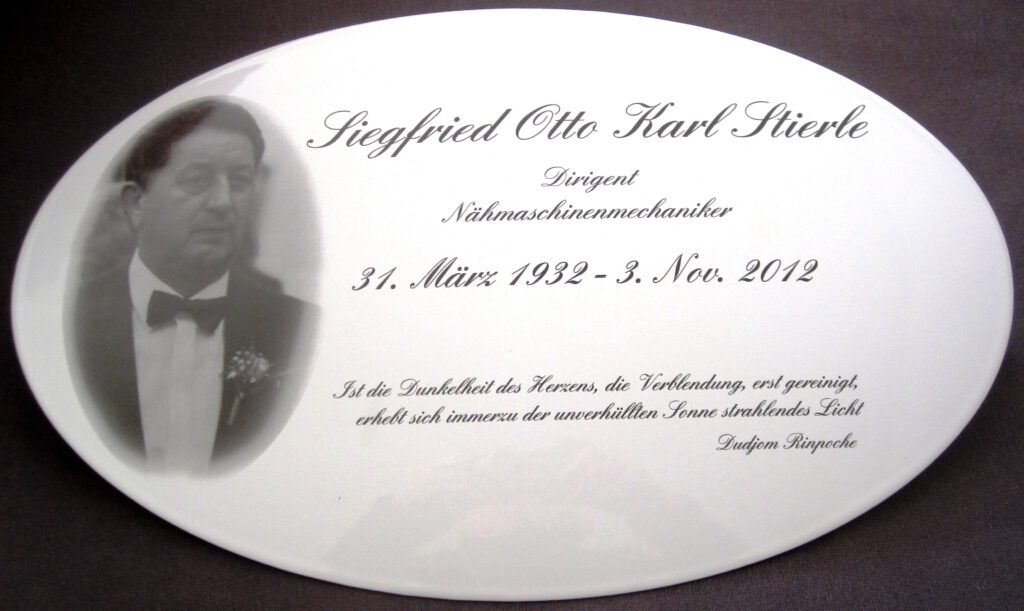 Siegfried Otto Karl Stierle
Dirigent
Nähmaschinenmechaniker
31. März 1932 - 3. Nov. 2012
Ist die Dunkelheit des Herzens, die Verblendung, erst gereinigt,
erhebt sich immerzu der unverhüllten Sonne strahlendes Licht
Dudjom Rinpoche